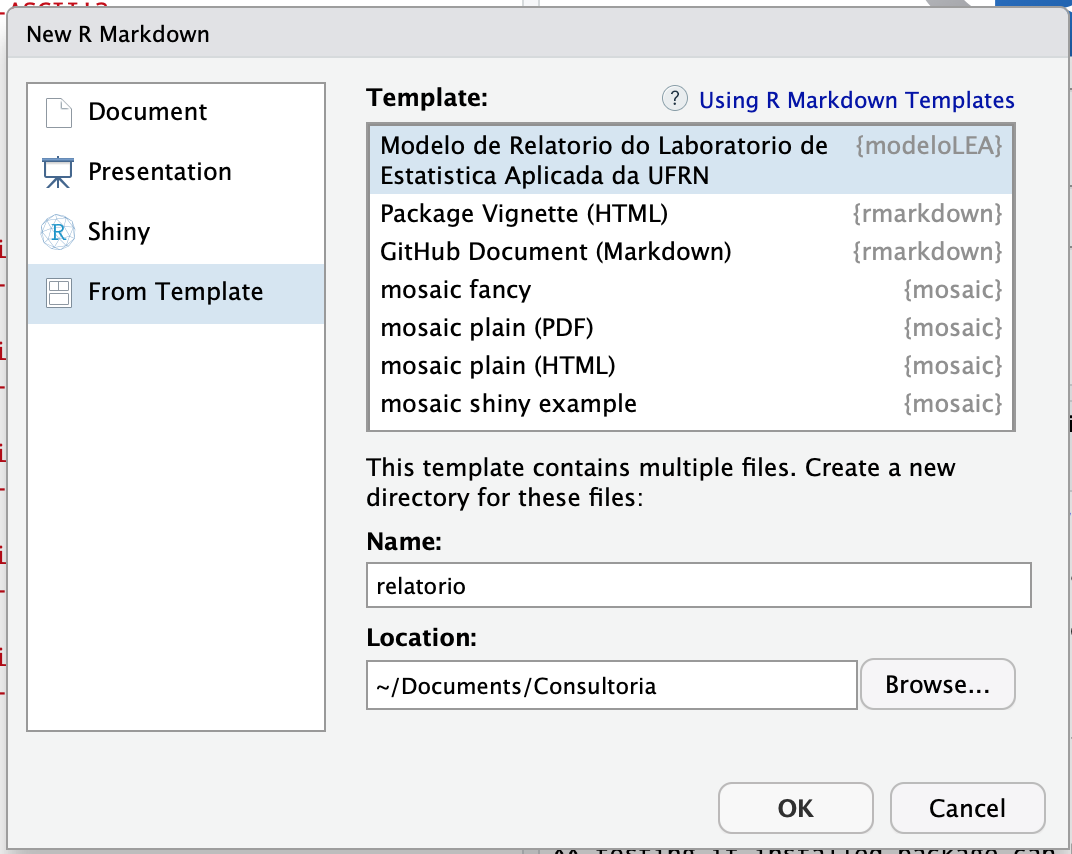 New R Markdown
Document
Presentation
Shiny
From Template
Template:
? Using R Markdown Templates
Modelo de Relatorio do Laboratorio de {modeloLEA}
Estatistica Aplicada da UFRN
Package Vignette (HTML) {rmarkdown}
GitHub Document (Markdown) {rmarkdown}
mosaic fancy {mosaic}
mosaic plain (PDF) {mosaic}
mosaic plain (HTML) {mosaic}
mosaic shiny example {mosaic}
This template contains multiple files. Create a new
directory for these files:
Name:
relatorio
Location:
~/Documents/Consultoria
Browse...
OK
Cancel